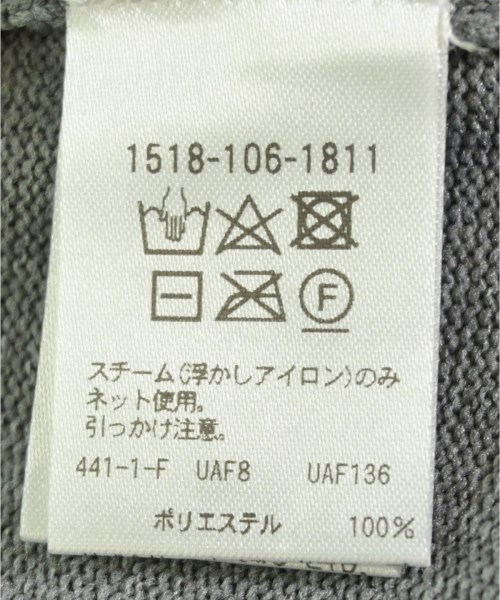 1518-106-1811
F
スチーム(浮かしアイロン)のみ
ネット使用。
引っかけ注意。
441-1-F UAF8 UAF136
ポリエステル 100%